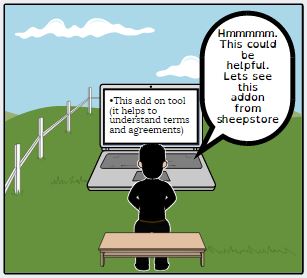 •This add on tool
(it helps to
understand terms
and agreements)
Hmmmmm.
This could
be
helpful.
Lets see
this
addon
from
sheepstore